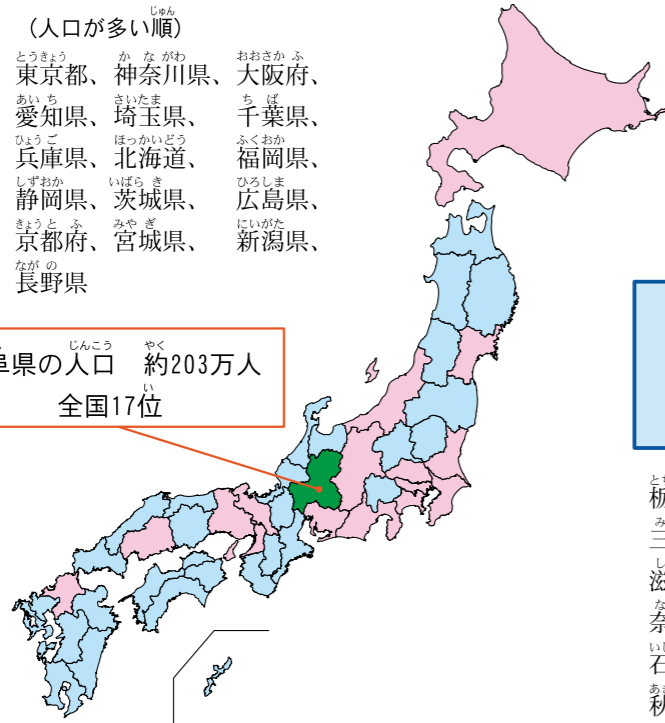 (人口が多い順)
東京都、神奈川県、大阪府、
愛知県、埼玉県、千葉県、
兵庫県、北海道、福岡県、
静岡県、茨城県、広島県、
京都府、宮城県、新潟県、
長野県
阜県の人口 約203万人
全国17位
栃
三
滋
奈
石
秋